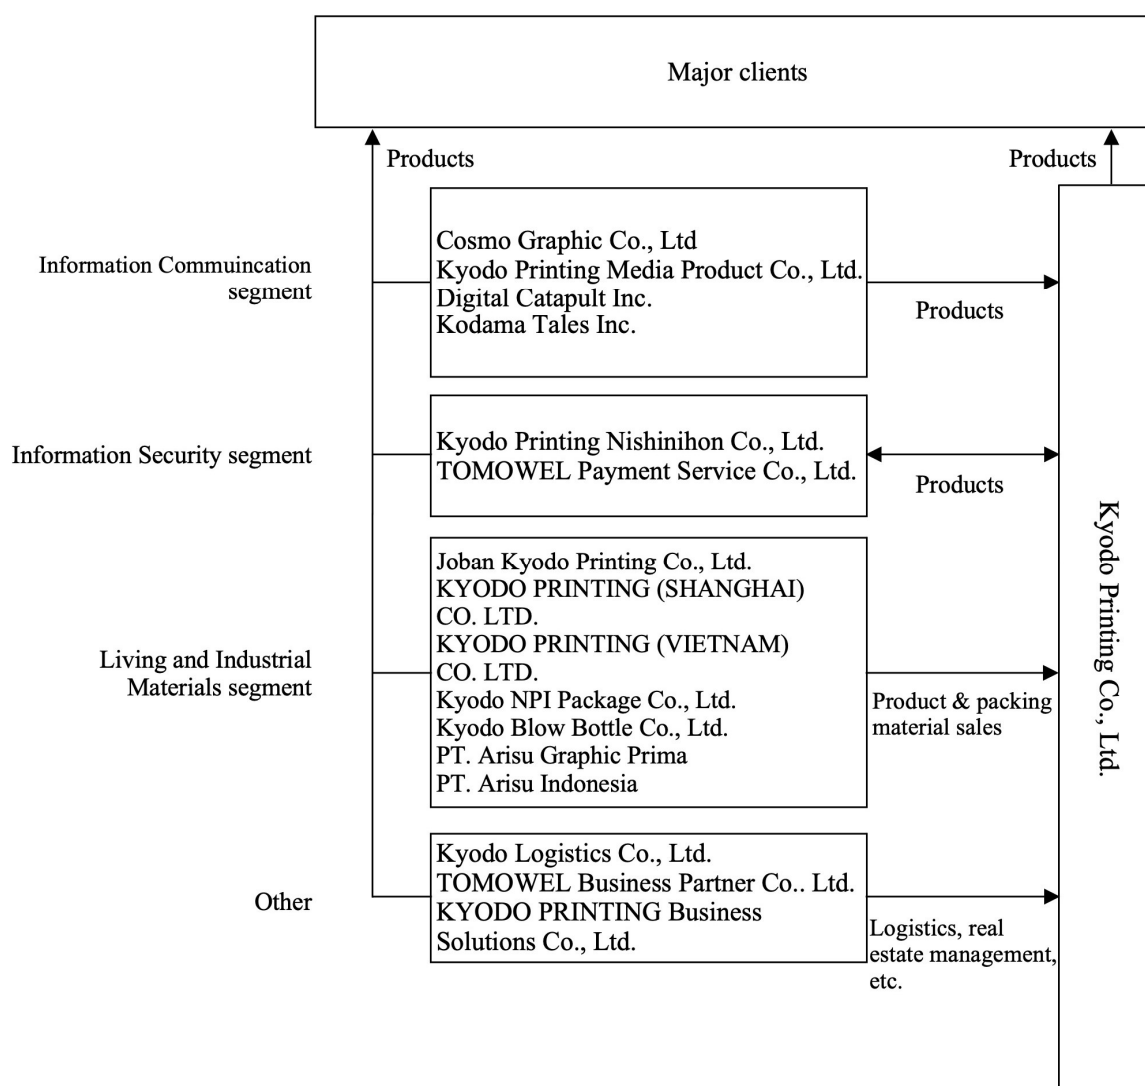 Major clients
Products
Products
Information Commuincation
segment
Cosmo Graphic Co., Ltd
Kyodo Printing Media Product Co., Ltd.
Digital Catapult Inc.
Kodama Tales Inc.
Products
Information Security segment
Kyodo Printing Nishinihon Co., Ltd.
TOMOWEL Payment Service Co., Ltd.
Products
Living and Industrial
Materials segment
Joban Kyodo Printing Co., Ltd.
KYODO PRINTING (SHANGHAI)
CO. LTD.
KYODO PRINTING (VIETNAM)
CO. LTD.
Kyodo NPI Package Co., Ltd.
Kyodo Blow Bottle Co., Ltd.
PT. Arisu Graphic Prima
PT. Arisu Indonesia
Product & packing
material sales
Other
Kyodo Logistics Co., Ltd.
TOMOWEL Business Partner Co.. Ltd.
KYODO PRINTING Business
Solutions Co., Ltd.
Logistics, real
estate management,
etc.
Kyodo Printing Co., Ltd.